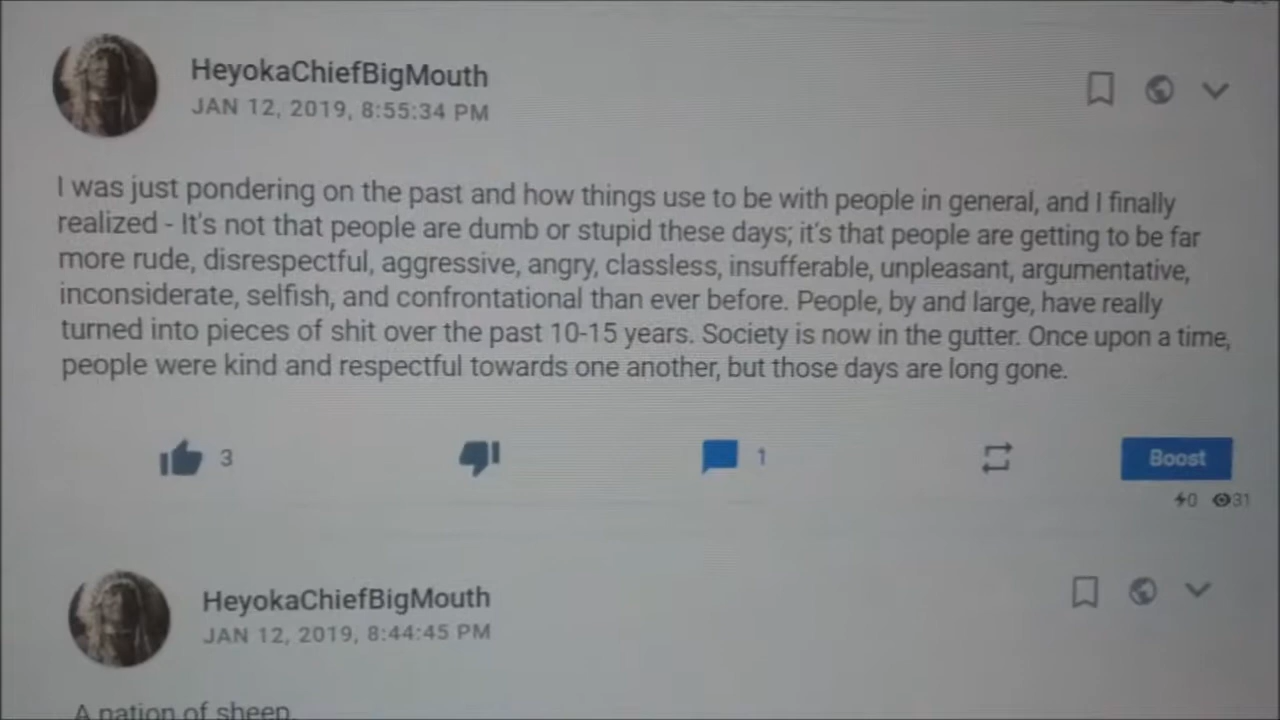 HeyokaChiefBigMouth
JAN 12, 2019, 8:55:34 PM
I was just pondering on the past and how things use to be with people in general, and I finally
realized - It's not that people are dumb or stupid these days; it's that people are getting to be far
more rude, disrespectful, aggressive, angry, classless, insufferable, unpleasant, argumentative,
inconsiderate, selfish, and confrontational than ever before. People, by and large, have really
turned into pieces of shit over the past 10-15 years. Society is now in the gutter. Once upon a time,
people were kind and respectful towards one another, but those days are long gone.
3 1 Boost
0 31
HeyokaChiefBigMouth
JAN 12, 2019, 8:44:45 PM
A nation of sheep.